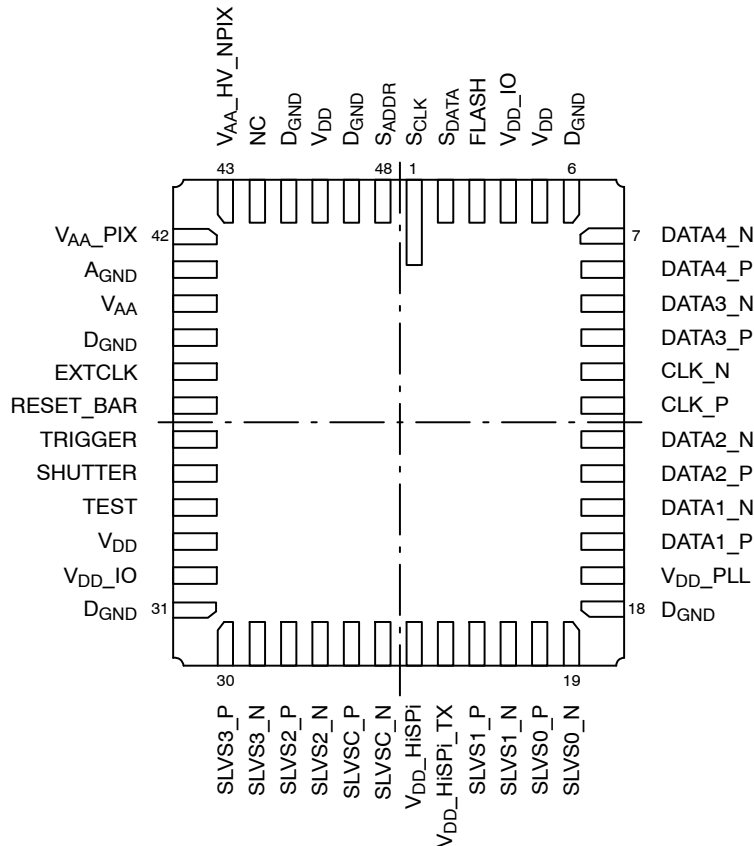 VAA_HV_NPIX
NC
DGND
VDD
DGND
SADDR
SCLK
SDATA
FLASH
VDD_IO
VDD
DGND
43
48
1
6
42
7
VAA_PIX
AGND
VAA
DGND
EXTCLK
RESET_BAR
TRIGGER
SHUTTER
TEST
VDD
VDD_IO
DGND
DATA4_N
DATA4_P
DATA3_N
DATA3_P
CLK_N
CLK_P
DATA2_N
DATA2_P
DATA1_N
DATA1_P
VDD_PLL
DGND
31
18
30
19
SLVS3_P
SLVS3_N
SLVS2_P
SLVS2_N
SLVSC_P
SLVSC_N
VDD_HiSPi
VDD_HiSPi_TX
SLVS1_P
SLVS1_N
SLVS0_P
SLVS0_N